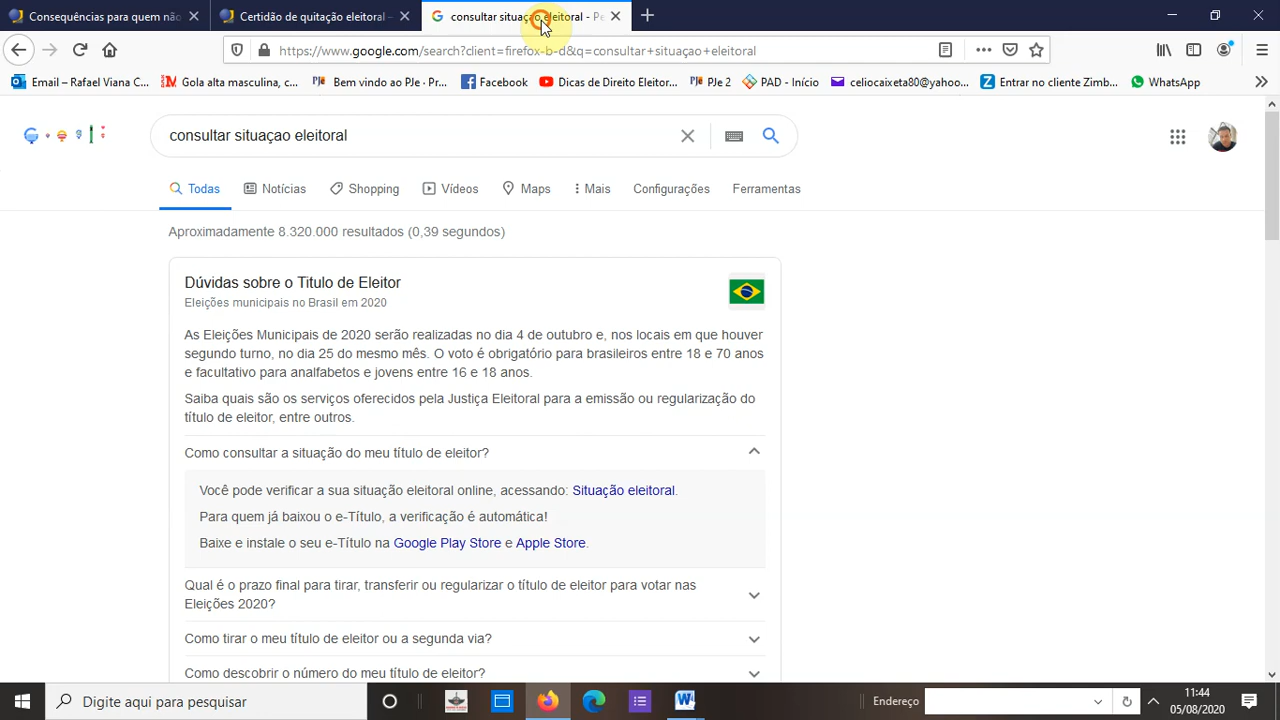 Consequências para quem não
Certidão de quitação eleitoral –
consultar situaçao eleitoral - Pe
https://www.google.com/search?client=firefox-b-d&q=consultar+situaçao+eleitoral
Email – Rafael Viana C...
Gola alta masculina, c...
Bem vindo ao PJe · Pro...
Facebook
Dicas de Direito Eleitor...
PJe 2
PAD - Início
celiocaixeta80@yahoo...
Entrar no cliente Zimb...
WhatsApp
consultar situaçao eleitoral
Todas
Notícias
Shopping
Vídeos
Maps
Mais
Configurações
Ferramentas
Aproximadamente 8.320.000 resultados (0,39 segundos)
Dúvidas sobre o Titulo de Eleitor
Eleições municipais no Brasil em 2020
As Eleições Municipais de 2020 serão realizadas no dia 4 de outubro e, nos locais em que houver
segundo turno, no dia 25 do mesmo mês. O voto é obrigatório para brasileiros entre 18 e 70 anos
e facultativo para analfabetos e jovens entre 16 e 18 anos.
Saiba quais são os serviços oferecidos pela Justiça Eleitoral para a emissão ou regularização do
título de eleitor, entre outros.
Como consultar a situação do meu título de eleitor?
Você pode verificar a sua situação eleitoral online, acessando: Situação eleitoral.
Para quem já baixou o e-Título, a verificação é automática!
Baixe e instale o seu e-Título na Google Play Store e Apple Store.
Qual é o prazo final para tirar, transferir ou regularizar o título de eleitor para votar nas
Eleições 2020?
Como tirar o meu título de eleitor ou a segunda via?
Como descobrir o número do meu título de eleitor?
Digite aqui para pesquisar
Endereço
11:44
05/08/2020